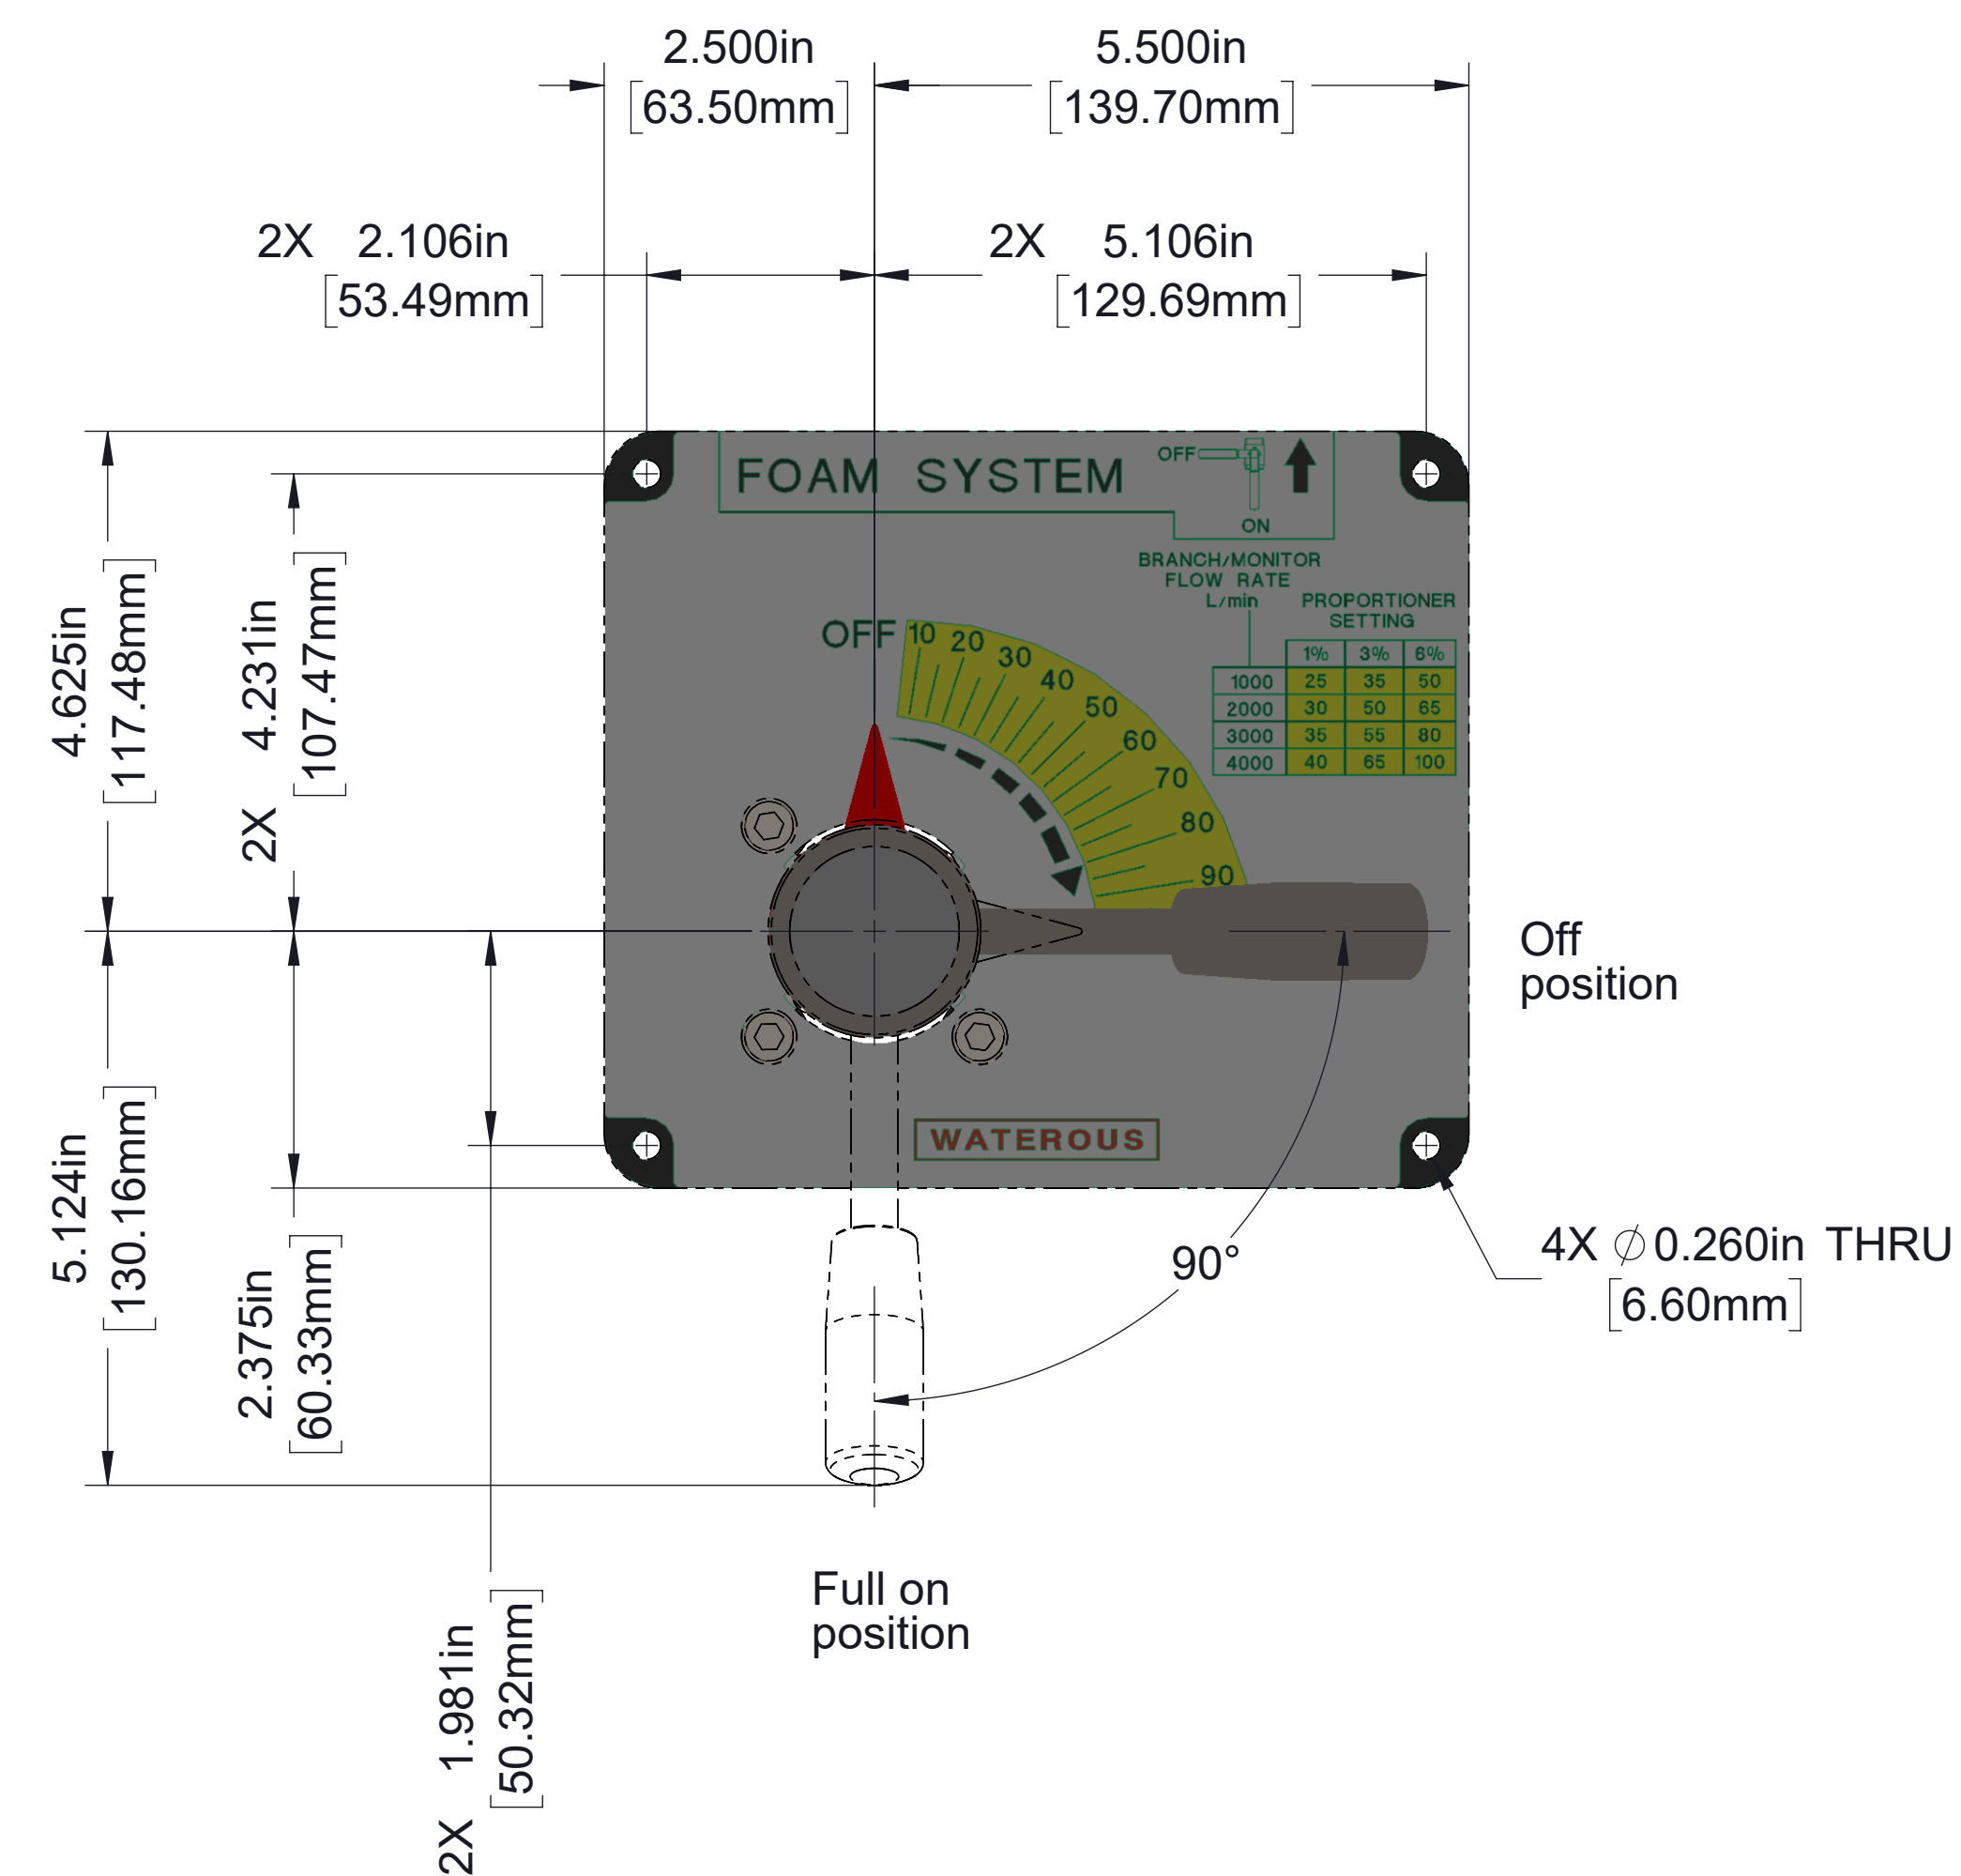 2.500in
[63.50mm]
5.500in
[139.70mm]
2X 2.106in
[53.49mm]
2X 5.106in
[129.69mm]
4.625in
[117.48mm]
2X 4.231in
[107.47mm]
FOAM SYSTEM
OFF
ON
BRANCH/MONITOR
FLOW RATE
L/min
PROPORTIONER
SETTING
1% 3% 6%
1000 25 35 50
2000 30 50 65
3000 35 55 80
4000 40 65 100
OFF 10 20 30 40 50 60 70 80 90
Off
position
WATEROUS
5.124in
[130.16mm]
2.375in
[60.33mm]
2X 1.981in
[50.32mm]
90°
4X ∅0.260in THRU
[6.60mm]
Full on
position